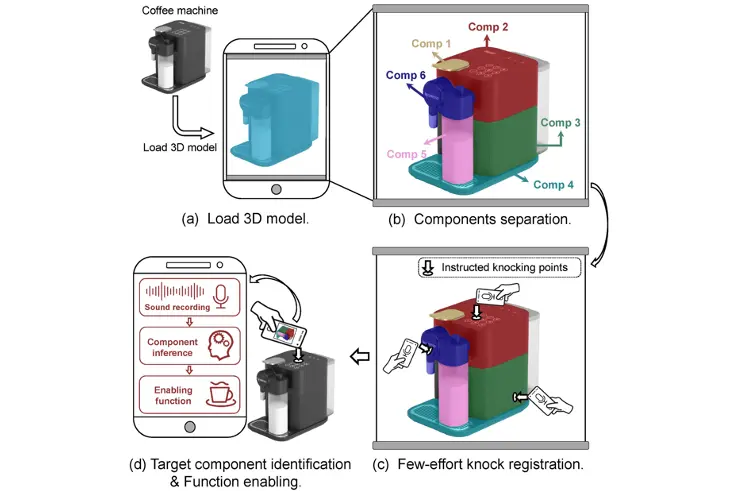 Coffee machine
Load 3D model
(a) Load 3D model.
Comp 1
Comp 2
Comp 6
Comp 3
Comp 5
Comp 4
(b) Components separation.
Instructed knocking points
(c) Few-effort knock registration.
Sound recording
Component
inference
Enabling
function
(d) Target component identification
& Function enabling.